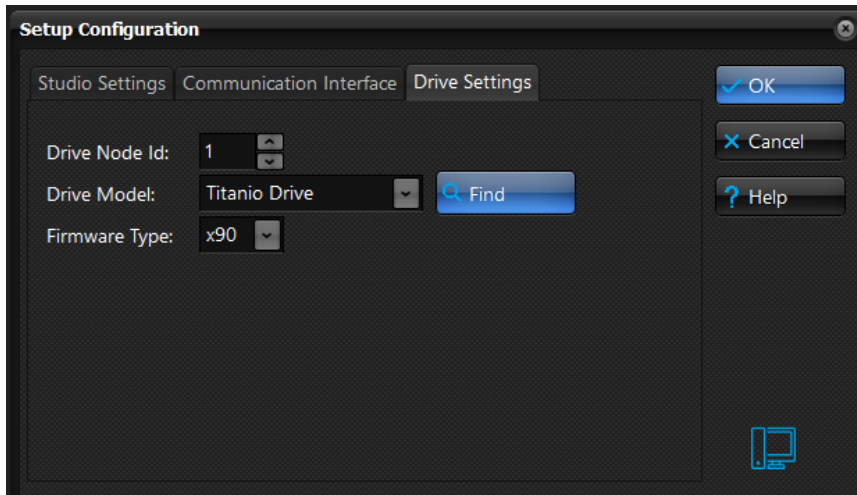 Setup Configuration
Studio Settings Communication Interface Drive Settings
OK
Drive Node Id: 1
Cancel
Drive Model: Titanio Drive Find
Help
Firmware Type: x90